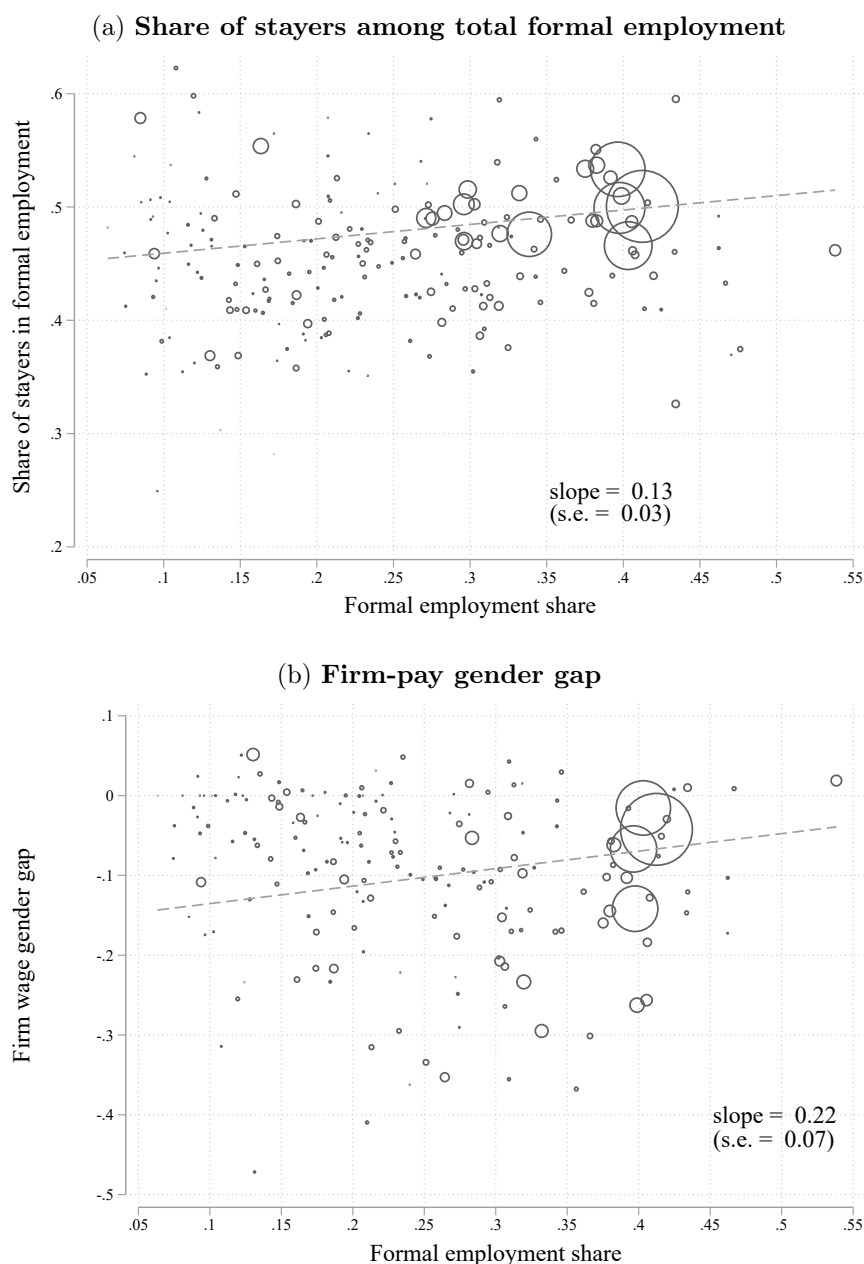 (a) Share of stayers among total formal employment
Share of stayers in formal employment
.6
.5
.4
.3
.2
slope = 0.13
(s.e. = 0.03)
.05 .1 .15 .2 .25 .3 .35 .4 .45 .5 .55
Formal employment share
(b) Firm-pay gender gap
Firm wage gender gap
.1
0
-.1
-.2
-.3
-.4
-.5
slope = 0.22
(s.e. = 0.07)
.05 .1 .15 .2 .25 .3 .35 .4 .45 .5 .55
Formal employment share